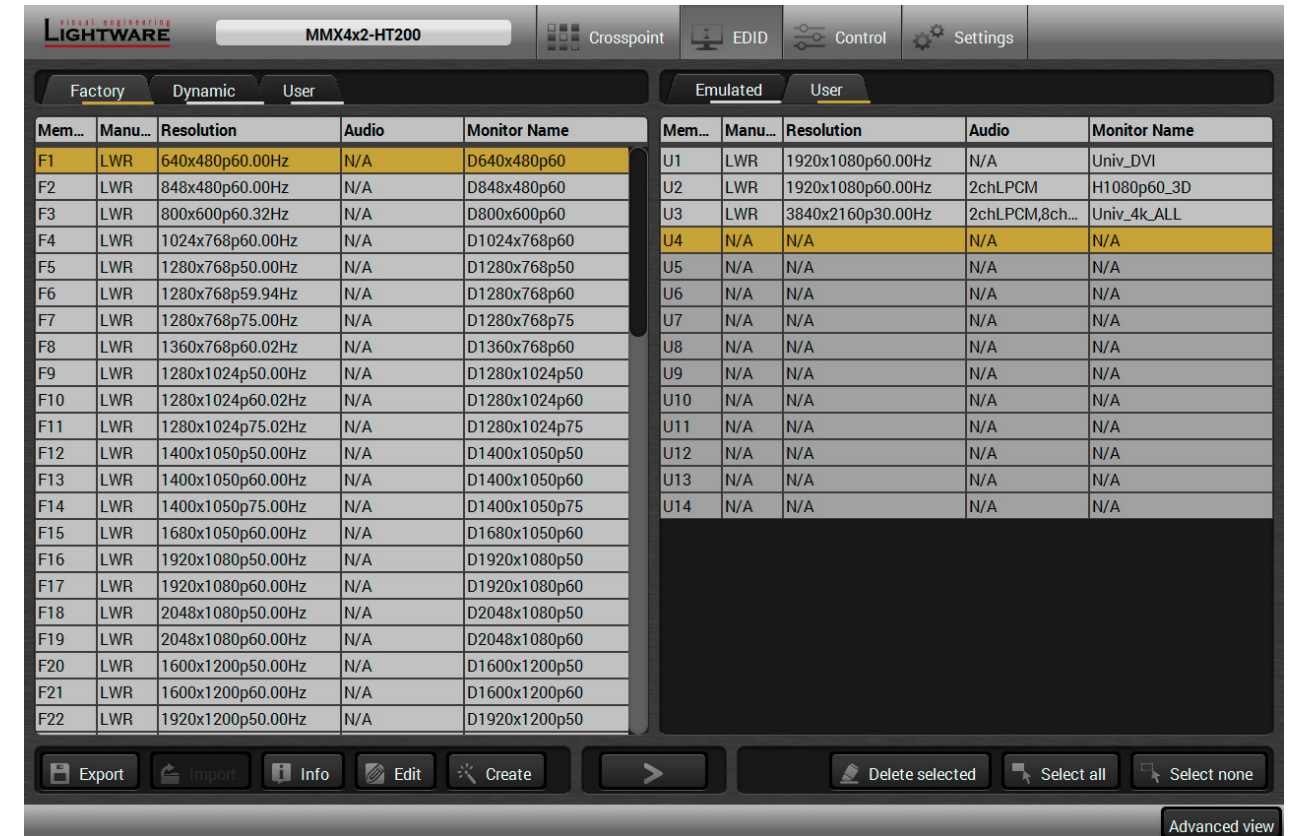 visual engineering
LIGHTWARE
MMX4x2-HT200
Crosspoint
EDID
Control
Settings
Factory Dynamic User
Emulated User
Mem... Manu... Resolution Audio Monitor Name
F1 LWR 640x480p60.00Hz N/A D640x480p60
F2 LWR 848x480p60.00Hz N/A D848x480p60
F3 LWR 800x600p60.32Hz N/A D800x600p60
F4 LWR 1024x768p60.00Hz N/A D1024x768p60
F5 LWR 1280x768p50.00Hz N/A D1280x768p50
F6 LWR 1280x768p59.94Hz N/A D1280x768p60
F7 LWR 1280x768p75.00Hz N/A D1280x768p75
F8 LWR 1360x768p60.02Hz N/A D1360x768p60
F9 LWR 1280x1024p50.00Hz N/A D1280x1024p50
F10 LWR 1280x1024p60.02Hz N/A D1280x1024p60
F11 LWR 1280x1024p75.02Hz N/A D1280x1024p75
F12 LWR 1400x1050p50.00Hz N/A D1400x1050p50
F13 LWR 1400x1050p60.00Hz N/A D1400x1050p60
F14 LWR 1400x1050p75.00Hz N/A D1400x1050p75
F15 LWR 1680x1050p60.00Hz N/A D1680x1050p60
F16 LWR 1920x1080p50.00Hz N/A D1920x1080p50
F17 LWR 1920x1080p60.00Hz N/A D1920x1080p60
F18 LWR 2048x1080p50.00Hz N/A D2048x1080p50
F19 LWR 2048x1080p60.00Hz N/A D2048x1080p60
F20 LWR 1600x1200p50.00Hz N/A D1600x1200p50
F21 LWR 1600x1200p60.00Hz N/A D1600x1200p60
F22 LWR 1920x1200p50.00Hz N/A D1920x1200p50
Mem... Manu... Resolution Audio Monitor Name
U1 LWR 1920x1080p60.00Hz N/A Univ_DVI
U2 LWR 1920x1080p60.00Hz 2chLPCM H1080p60_3D
U3 LWR 3840x2160p30.00Hz 2chLPCM,8ch... Univ_4k_ALL
U4 N/A N/A N/A N/A
U5 N/A N/A N/A N/A
U6 N/A N/A N/A N/A
U7 N/A N/A N/A N/A
U8 N/A N/A N/A N/A
U9 N/A N/A N/A N/A
U10 N/A N/A N/A N/A
U11 N/A N/A N/A N/A
U12 N/A N/A N/A N/A
U13 N/A N/A N/A N/A
U14 N/A N/A N/A N/A
Export Import Info Edit Create > Delete selected Select all Select none
Advanced view